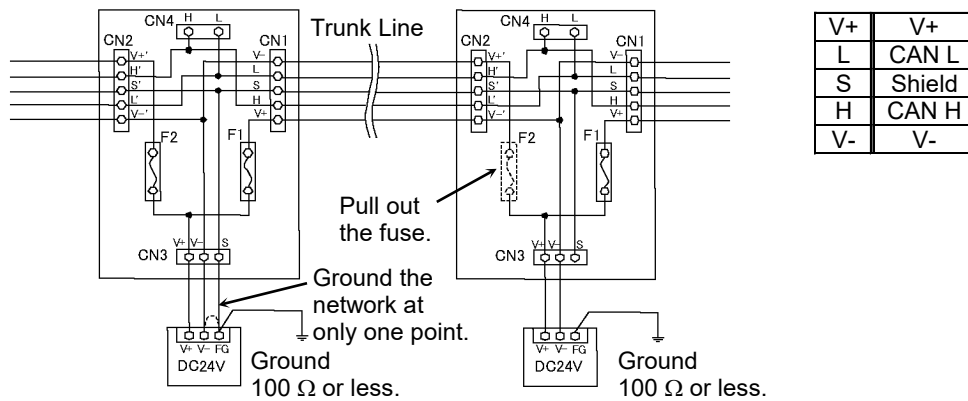 CN4 H L
CN2
V+'
H'
S'
L'
V-'
CN1
V-
L
S
H
V+
F2
F1
V+ V- S
CN3
V+ V- FG
DC24V
Trunk Line
Pull out
the fuse.
Ground the
network at
only one point.
Ground
100 Ω or less.
CN4 H L
CN2
V+'
H'
S'
L'
V-'
CN1
V-
L
S
H
V+
F2
F1
V+ V- S
CN3
V+ V- FG
DC24V
Ground
100 Ω or less.
V+ V+
L CAN L
S Shield
H CAN H
V- V-